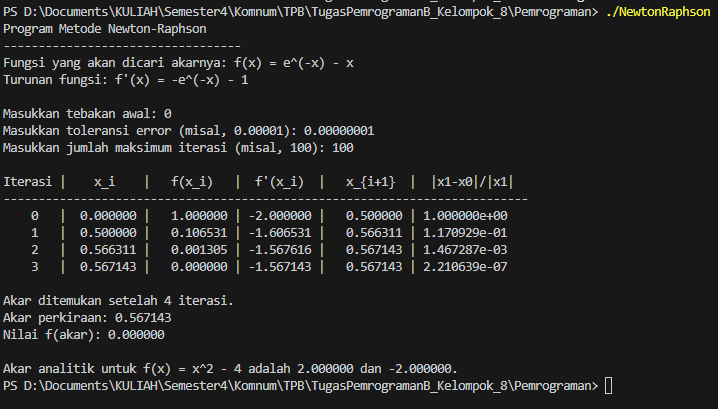 PS D:\Documents\KULIAH\Semester4\Komnum\TPB\TugasPemrogramanB_Kelompok_8\Pemrograman> ./NewtonRaphson
Program Metode Newton-Raphson
---------------------------------
Fungsi yang akan dicari akarnya: f(x) = e^(-x) - x
Turunan fungsi: f'(x) = -e^(-x) - 1
Masukkan tebakan awal: 0
Masukkan toleransi error (misal, 0.00001): 0.00000001
Masukkan jumlah maksimum iterasi (misal, 100): 100
Iterasi |    x_i    |   f(x_i)   |  f'(x_i)  |   x_{i+1}  |  |x1-x0|/|x1|
------------------------------------------------------------------------
0   | 0.000000 |  1.000000 | -2.000000 |   0.500000 | 1.000000e+00
1   | 0.500000 |  0.106531 | -1.606531 |   0.566311 | 1.170929e-01
2   | 0.566311 |  0.001305 | -1.567616 |   0.567143 | 1.467287e-03
3   | 0.567143 |  0.000000 | -1.567143 |   0.567143 | 2.210639e-07
Akar ditemukan setelah 4 iterasi.
Akar perkiraan: 0.567143
Nilai f(akar): 0.000000
Akar analitik untuk f(x) = x^2 - 4 adalah 2.000000 dan -2.000000.
PS D:\Documents\KULIAH\Semester4\Komnum\TPB\TugasPemrogramanB_Kelompok_8\Pemrograman>